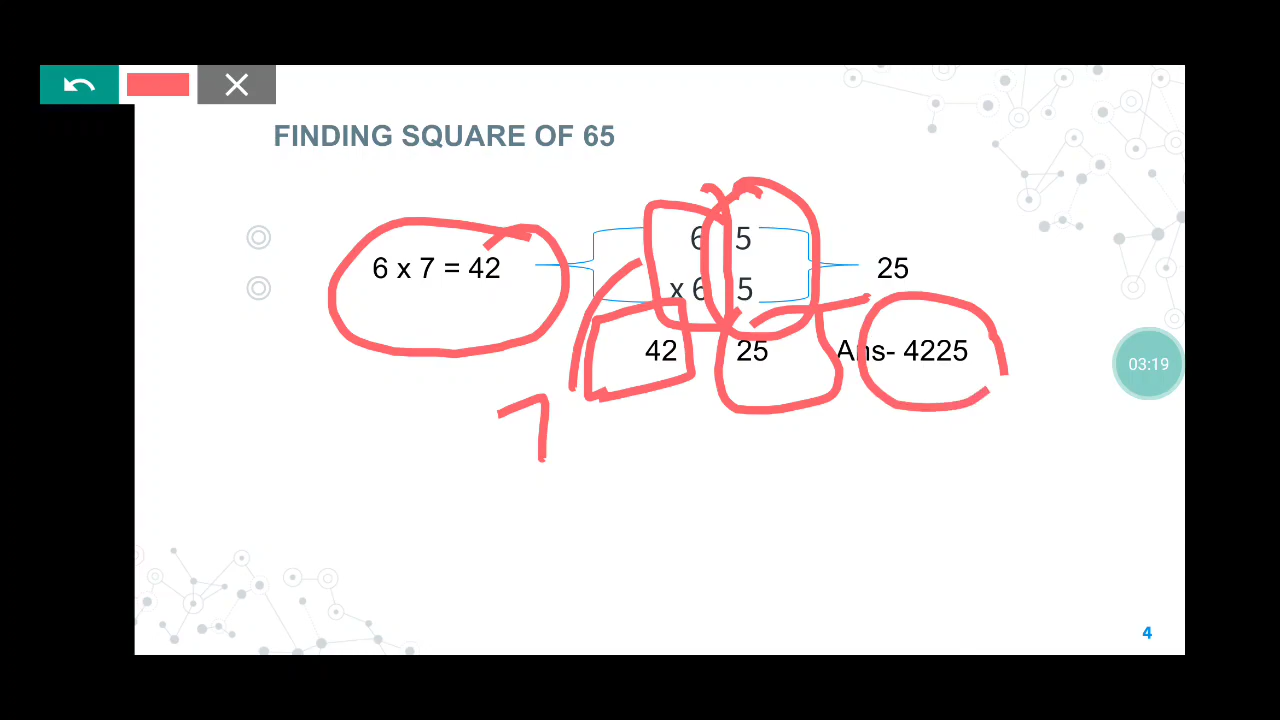 FINDING SQUARE OF 65
6 5
6 x 7 = 42
25
x 6 5
42 25 Ans- 4225
03:19
7
4